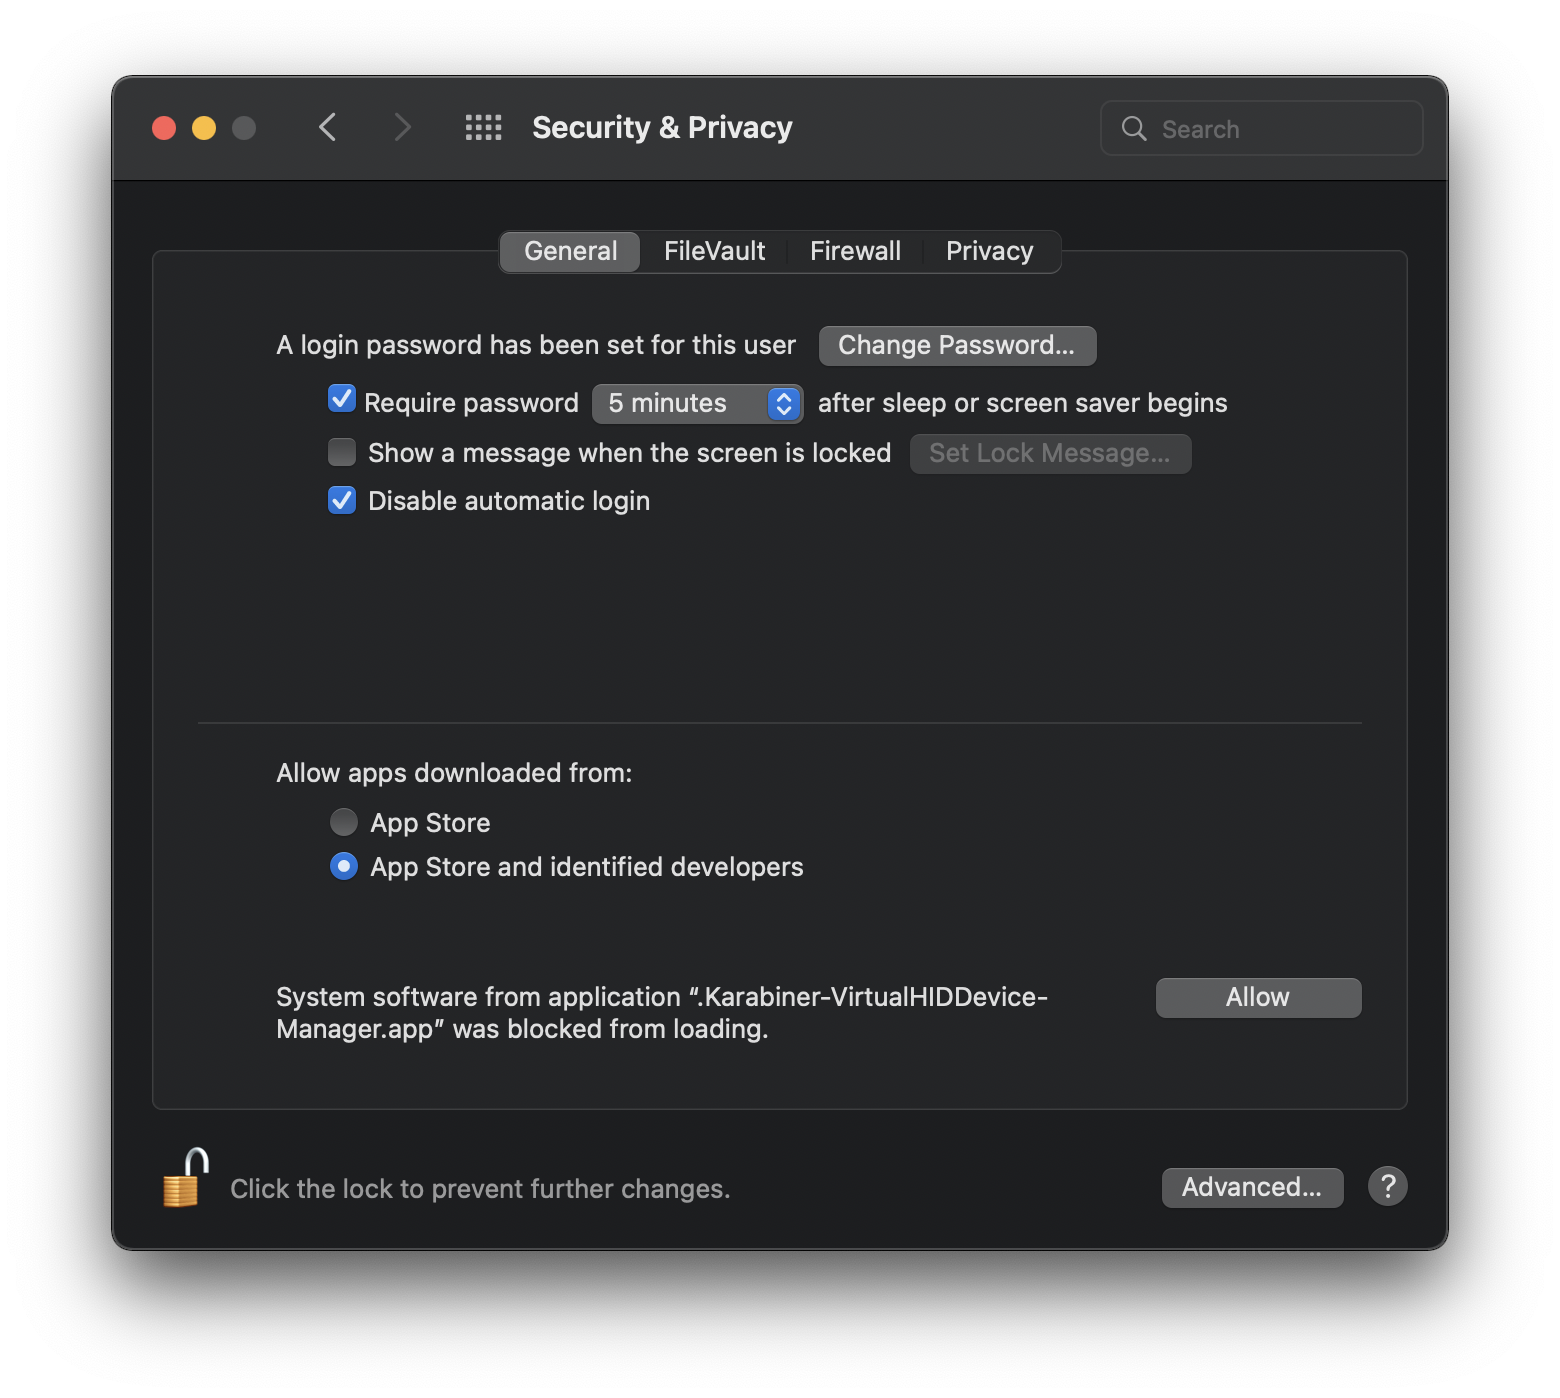 Security & Privacy
Search
General
FileVault
Firewall
Privacy
A login password has been set for this user
Change Password...
Require password
5 minutes
after sleep or screen saver begins
Show a message when the screen is locked
Set Lock Message...
Disable automatic login
Allow apps downloaded from:
App Store
App Store and identified developers
System software from application “.Karabiner-VirtualHIDDevice-
Manager.app” was blocked from loading.
Allow
Click the lock to prevent further changes.
Advanced...
?